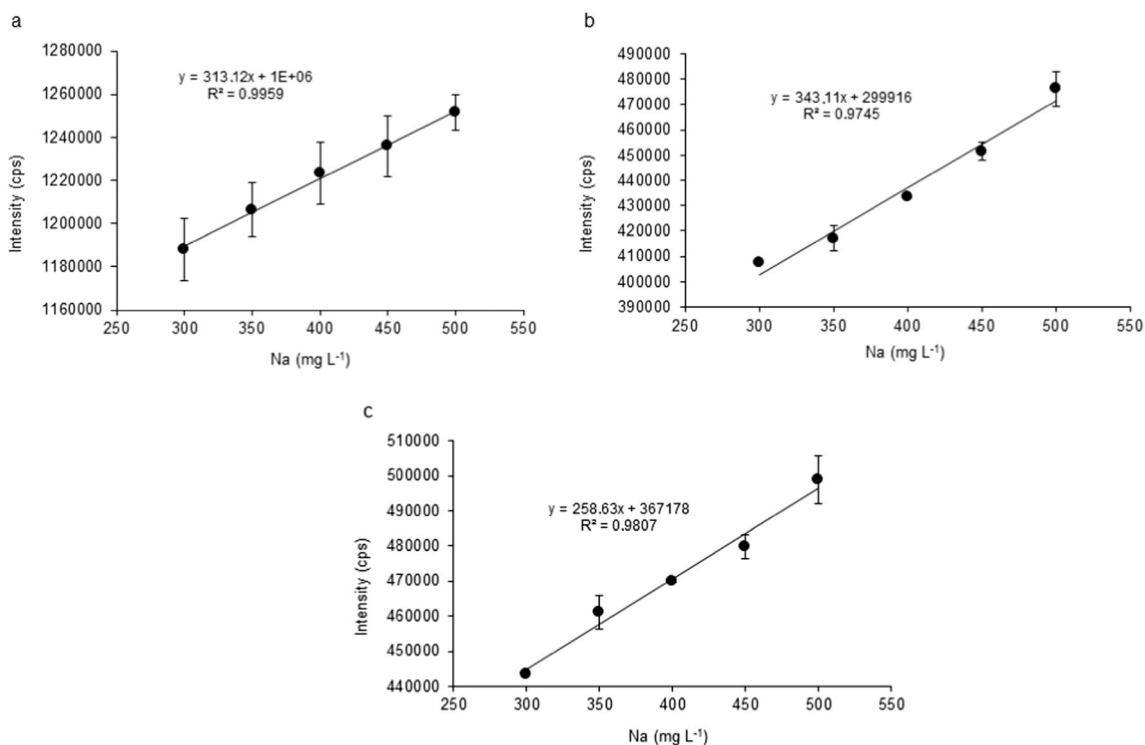 a
1280000
1260000
1240000
1220000
1200000
1180000
1160000
Intensity (cps)
y = 313.12x + 1E+06
R² = 0.9959
250 300 350 400 450 500 550
Na (mg L⁻¹)
b
490000
480000
470000
460000
450000
440000
430000
420000
410000
400000
390000
Intensity (cps)
y = 343.11x + 299916
R² = 0.9745
250 300 350 400 450 500 550
Na (mg L⁻¹)
c
510000
500000
490000
480000
470000
460000
450000
440000
Intensity (cps)
y = 258.63x + 367178
R² = 0.9807
250 300 350 400 450 500 550
Na (mg L⁻¹)